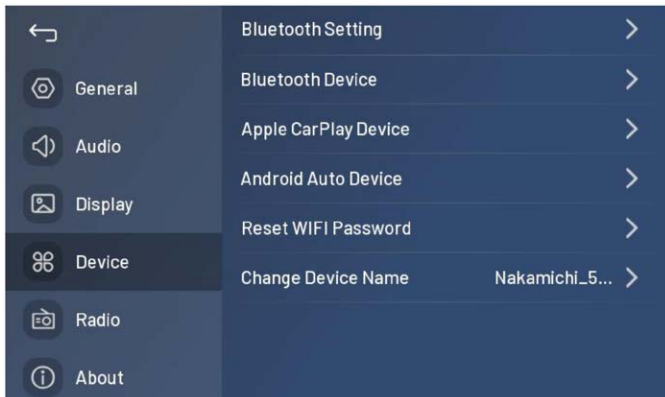 General
Audio
Display
Device
Radio
About
Bluetooth Setting
Bluetooth Device
Apple CarPlay Device
Android Auto Device
Reset WIFI Password
Change Device Name Nakamichi_5...